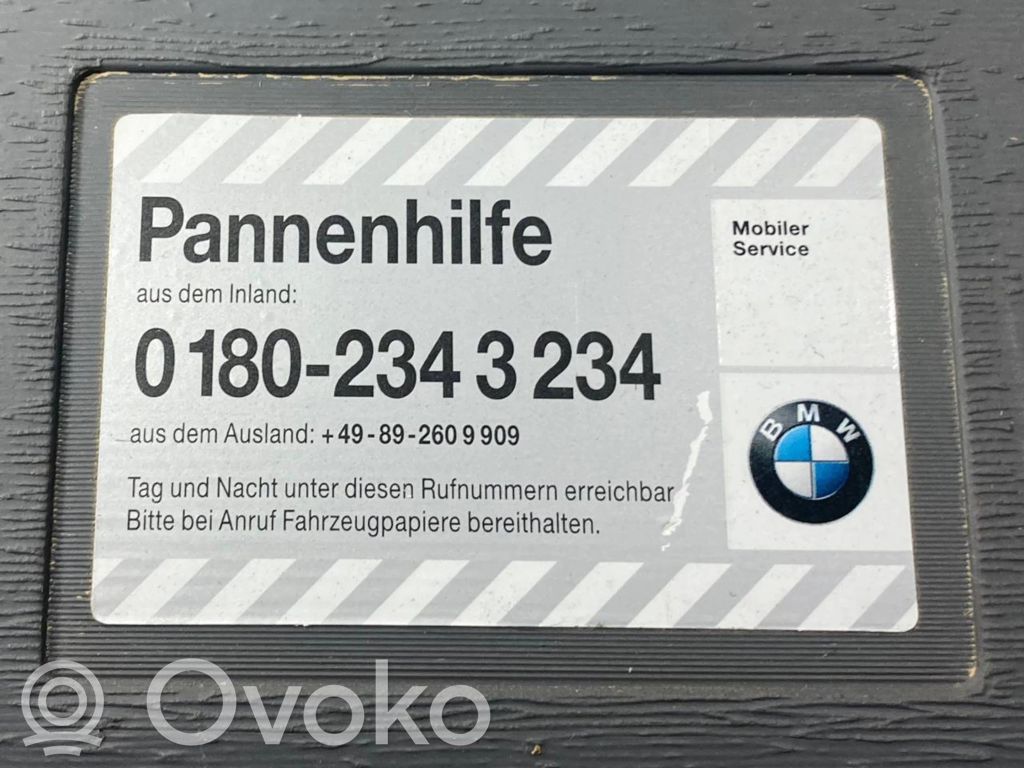 Pannenhilfe
aus dem Inland:
0 180-234 3 234
aus dem Ausland: +49-89-260 9 909
Tag und Nacht unter diesen Rufnummern erreichbar
Bitte bei Anruf Fahrzeugpapiere bereithalten.
Mobiler
Service
BMW
Ovoko